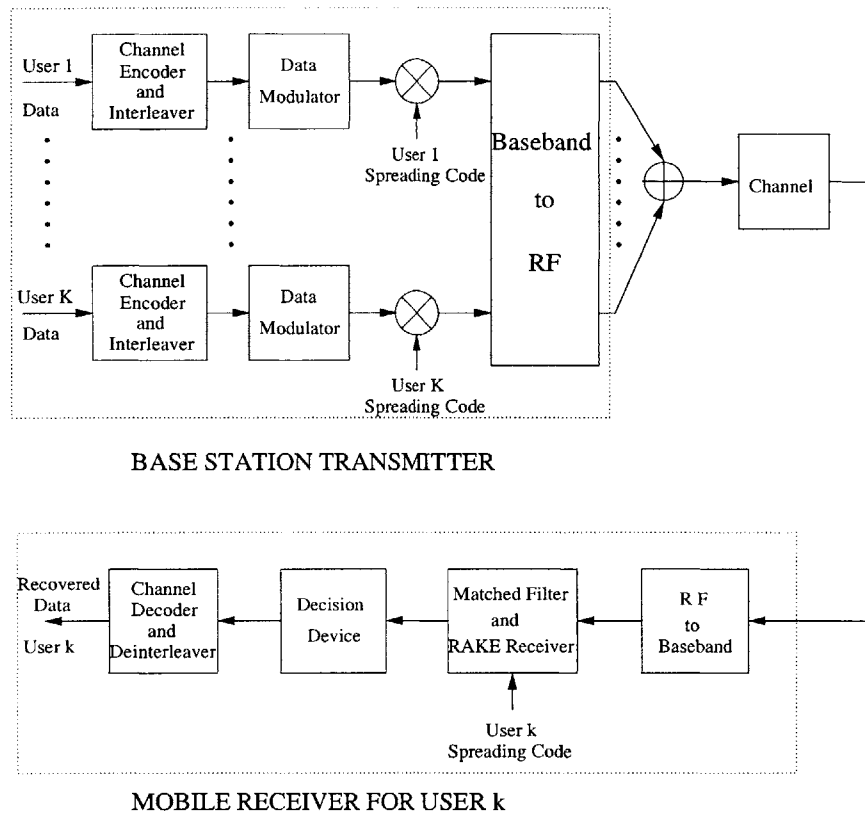 User 1
Data
Channel
Encoder
and
Interleaver
Data
Modulator
User 1
Spreading Code
Baseband
to
RF
Channel
User K
Data
Channel
Encoder
and
Interleaver
Data
Modulator
User K
Spreading Code
BASE STATION TRANSMITTER
Recovered
Data
User k
Channel
Decoder
and
Deinterleaver
Decision
Device
Matched Filter
and
RAKE Receiver
R F
to
Baseband
User k
Spreading Code
MOBILE RECEIVER FOR USER k